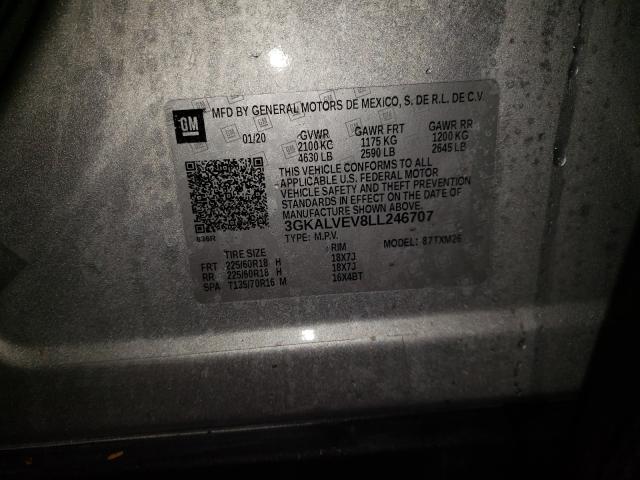 GM
MFD BY GENERAL MOTORS DE MEXICO, S. DE R.L. DE C.V.
01/20 GVWR GAWR FRT GAWR RR
2100 KG 1175 KG 1200 KG
4630 LB 2590 LB 2645 LB
THIS VEHICLE CONFORMS TO ALL
APPLICABLE U.S. FEDERAL MOTOR
VEHICLE SAFETY AND THEFT PREVENTION
STANDARDS IN EFFECT ON THE DATE OF
MANUFACTURE SHOWN ABOVE.
3GKALVEV8LL246707
TYPE: M.P.V. MODEL: 87TXM26
836R
TIRE SIZE RIM
FRT 225/60R18 H 18X7J
RR 225/60R18 H 18X7J
SPA T135/70R16 M 16X4BT